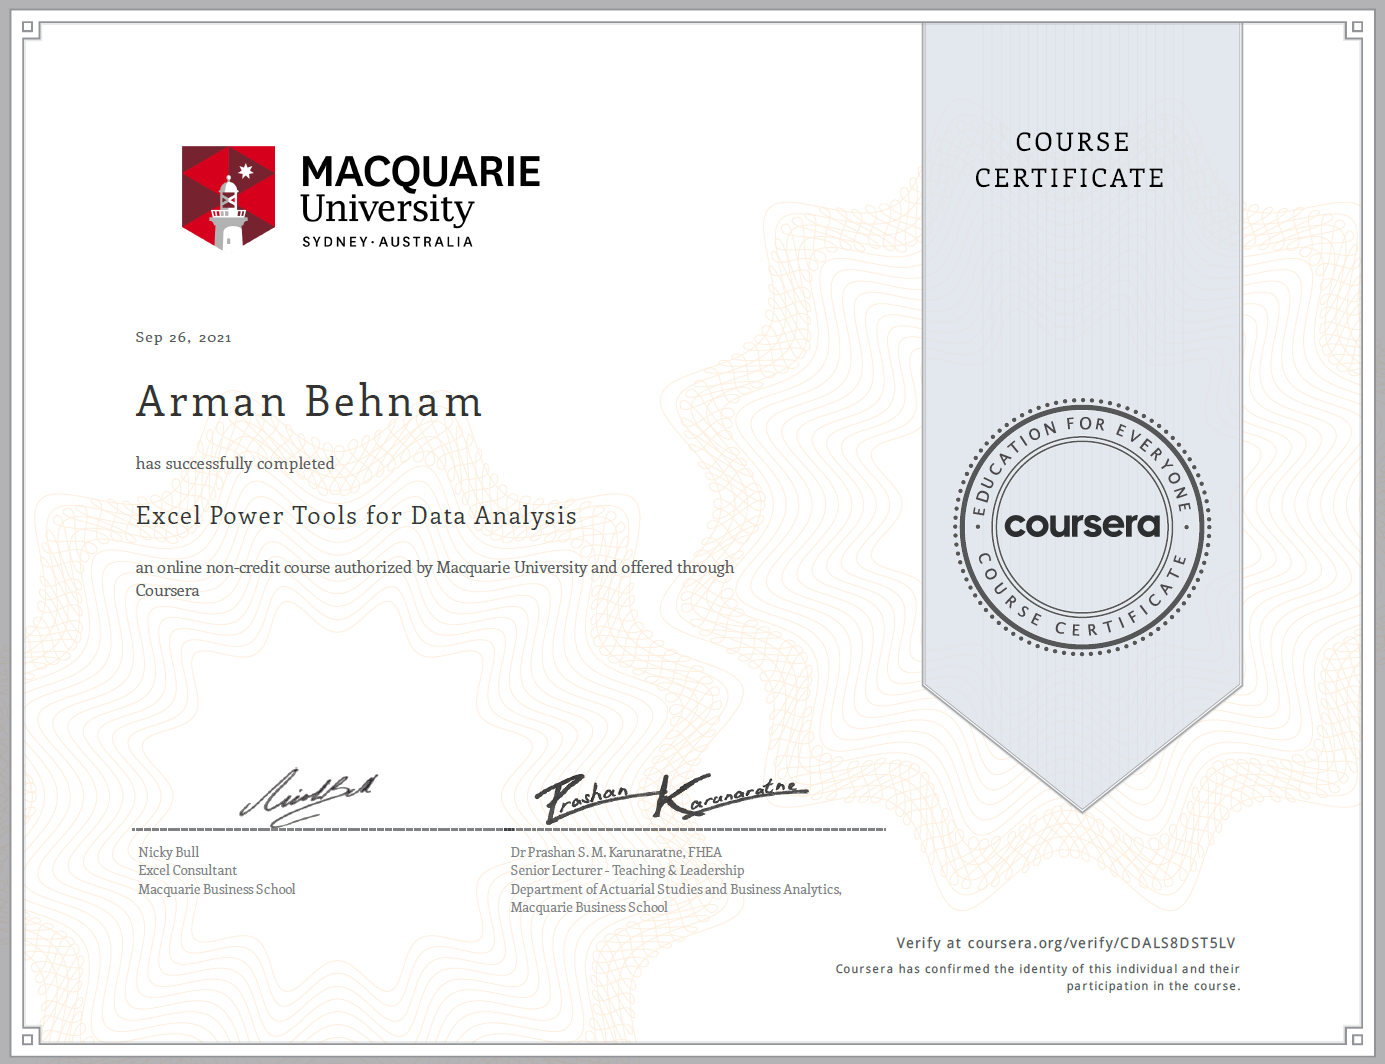 MACQUARIE
University
SYDNEY·AUSTRALIA
COURSE
CERTIFICATE
Sep 26, 2021
Arman Behnam
has successfully completed
Excel Power Tools for Data Analysis
an online non-credit course authorized by Macquarie University and offered through
Coursera
EDUCATION FOR EVERYONE
coursera
COURSE CERTIFICATE
Prashan Karunaratne
Nicky Bull
Excel Consultant
Macquarie Business School
Dr Prashan S. M. Karunaratne, FHEA
Senior Lecturer - Teaching & Leadership
Department of Actuarial Studies and Business Analytics,
Macquarie Business School
Verify at coursera.org/verify/CDALS8DST5LV
Coursera has confirmed the identity of this individual and their
participation in the course.